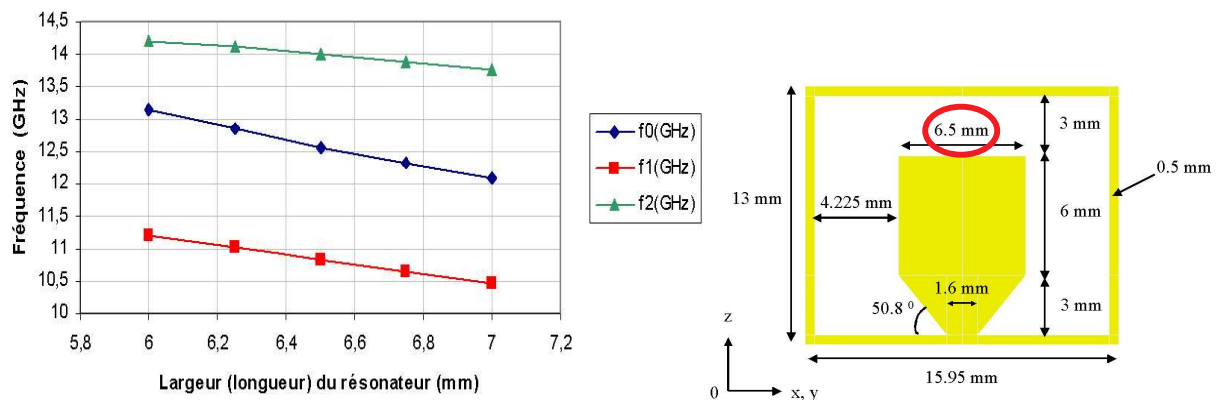 14,5
14
13,5
13
12,5
12
11,5
11
10,5
10
Fréquence (GHz)
5,8
6
6,2
6,4
6,6
6,8
7
7,2
Largeur (longueur) du résonateur (mm)
f0(GHz)
f1(GHz)
f2(GHz)
6.5 mm
3 mm
0.5 mm
13 mm
4.225 mm
6 mm
1.6 mm
3 mm
50.8 ⁰
z
0
x, y
15.95 mm